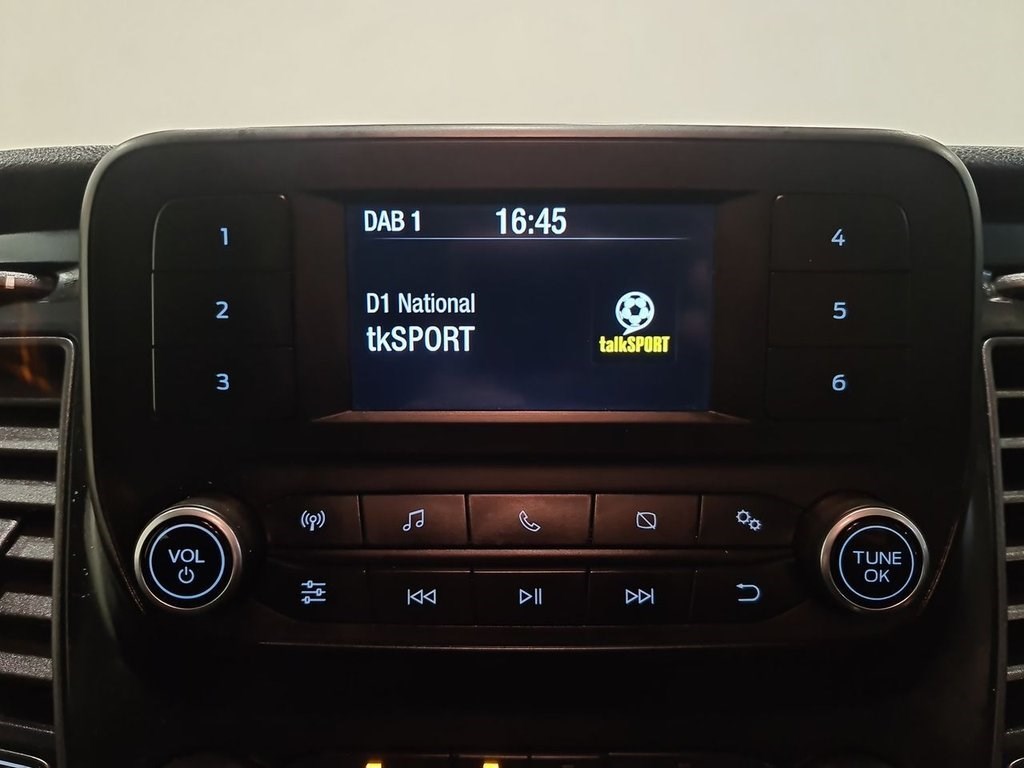 DAB 1 16:45
D1 National
tkSPORT
talkSPORT
1
2
3
4
5
6
VOL
TUNE
OK